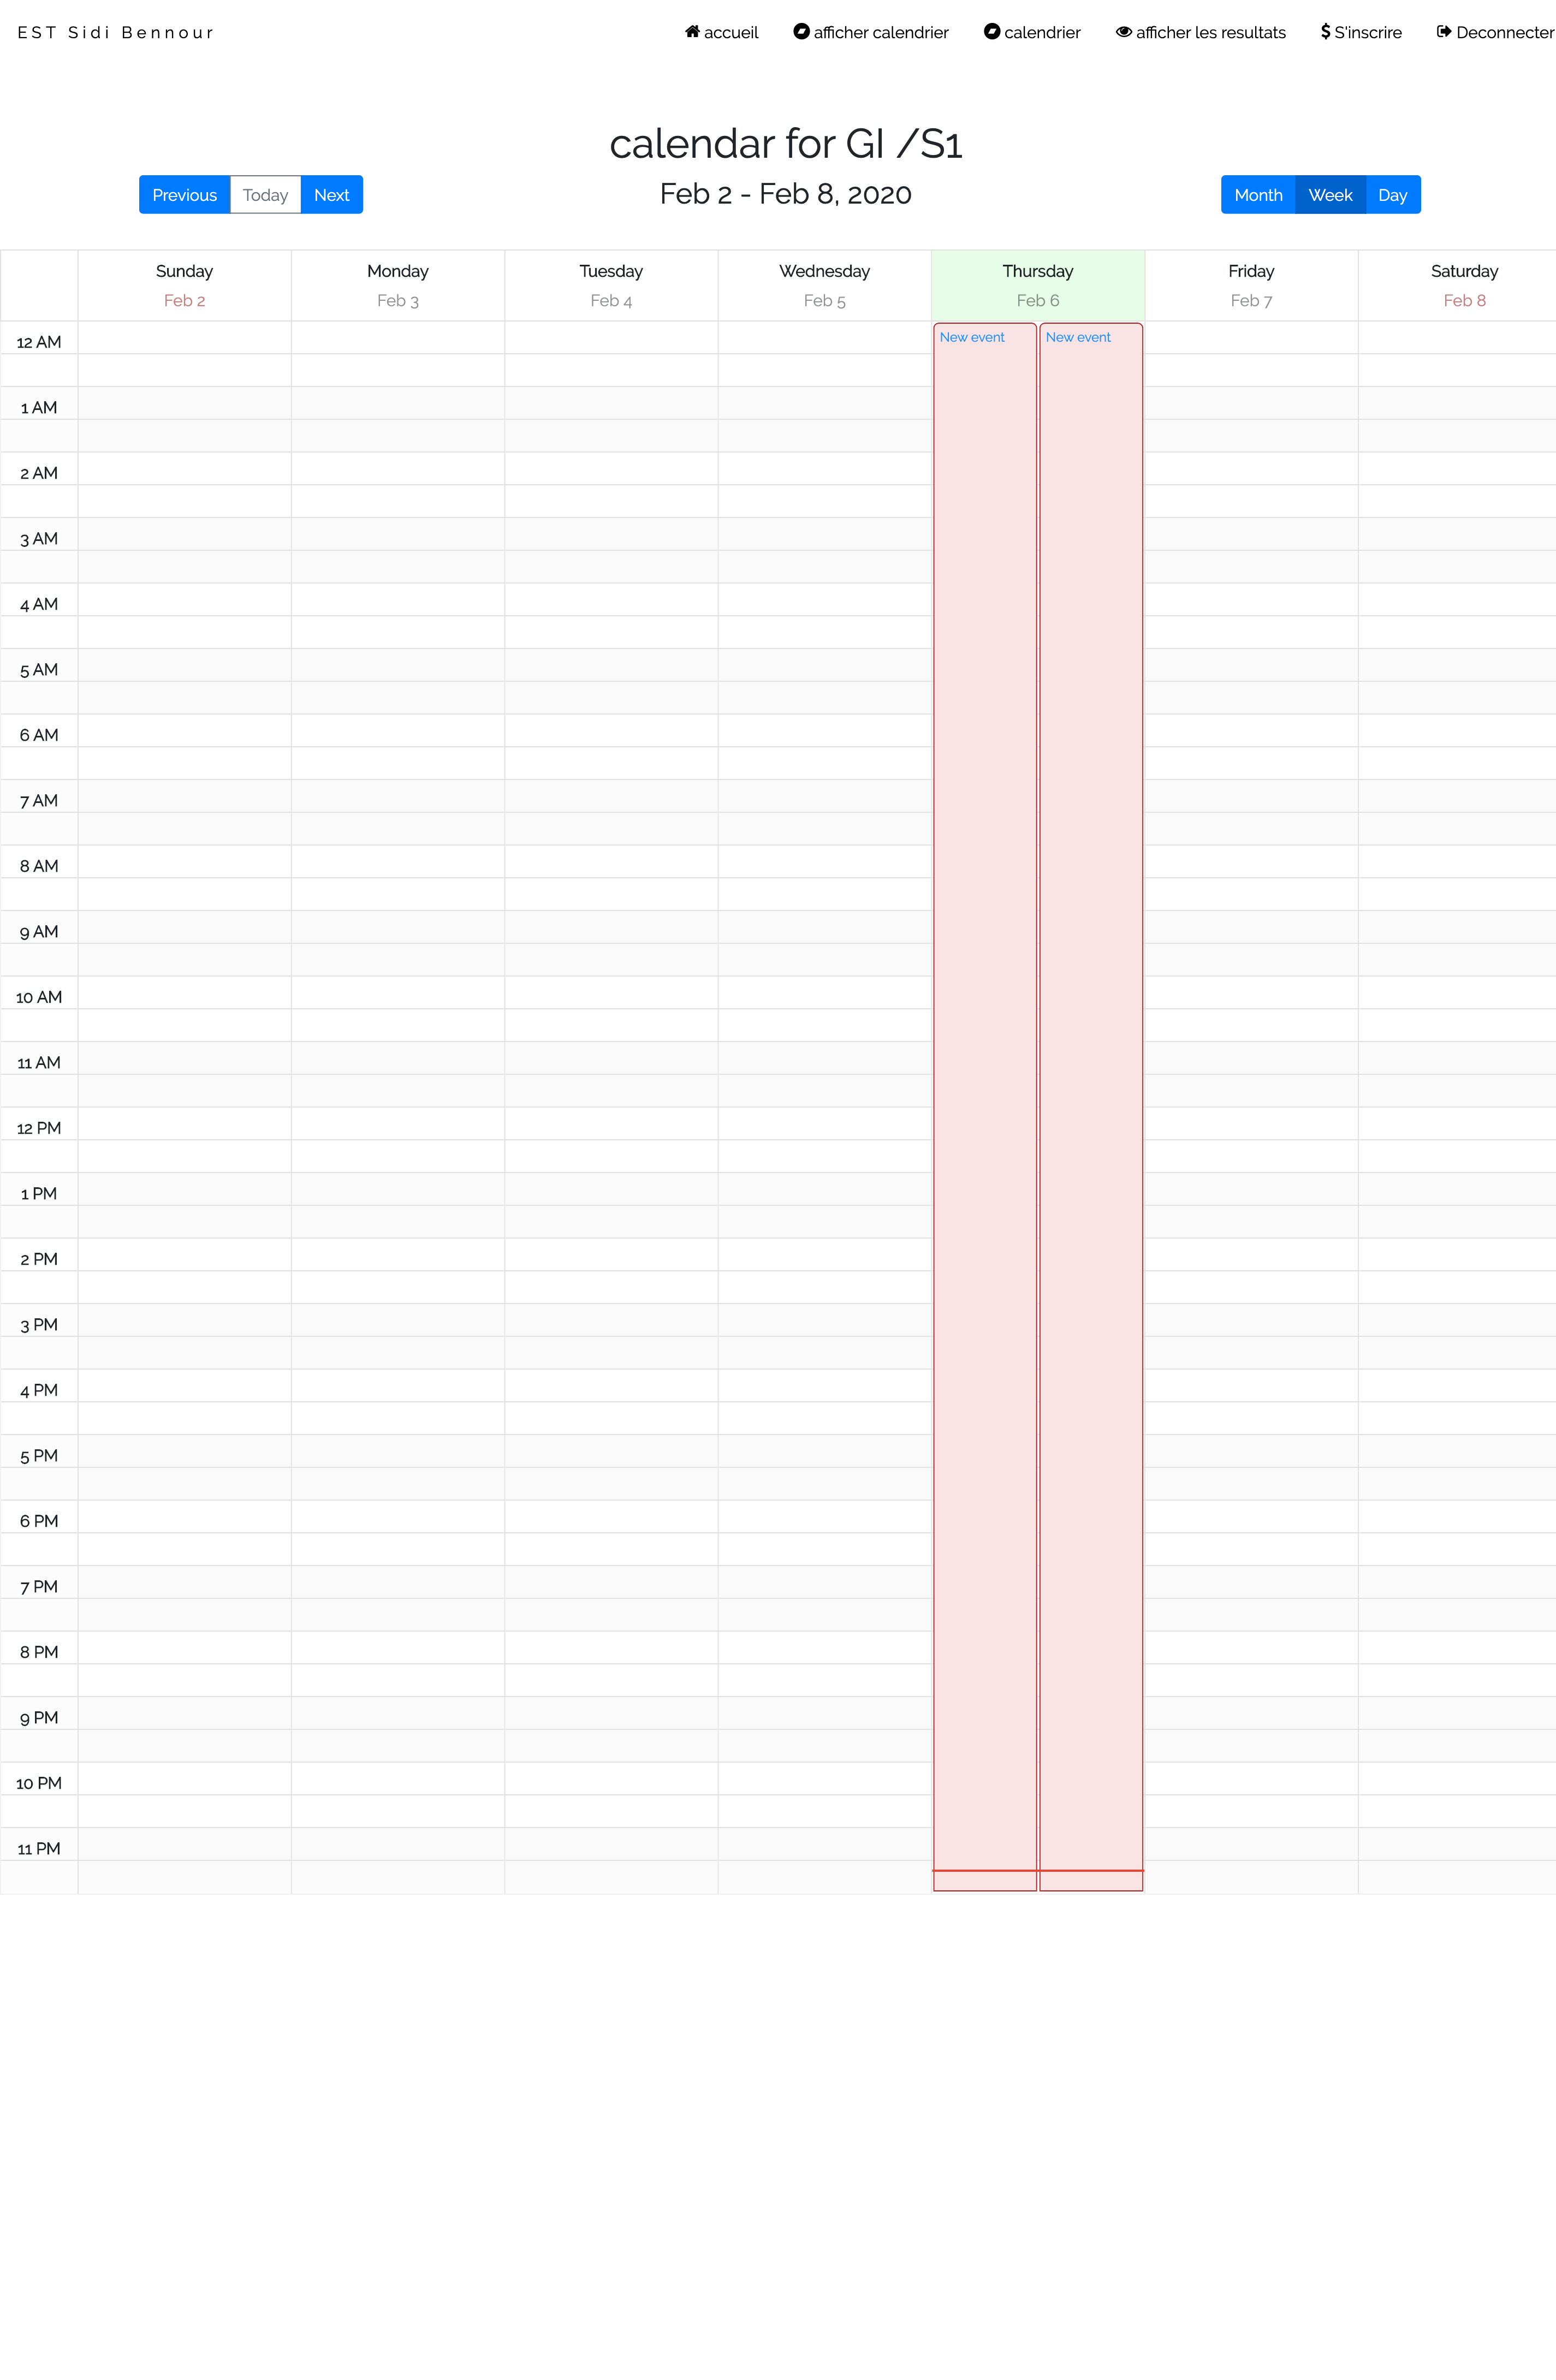 EST Sidi Bennour accueil afficher calendrier calendrier afficher les resultats S'inscrire Deconnecter
calendar for GI /S1
Previous Today Next Feb 2 - Feb 8, 2020 Month Week Day
Sunday Monday Tuesday Wednesday Thursday Friday Saturday
Feb 2 Feb 3 Feb 4 Feb 5 Feb 6 Feb 7 Feb 8
New event New event
12 AM
1 AM
2 AM
3 AM
4 AM
5 AM
6 AM
7 AM
8 AM
9 AM
10 AM
11 AM
12 PM
1 PM
2 PM
3 PM
4 PM
5 PM
6 PM
7 PM
8 PM
9 PM
10 PM
11 PM